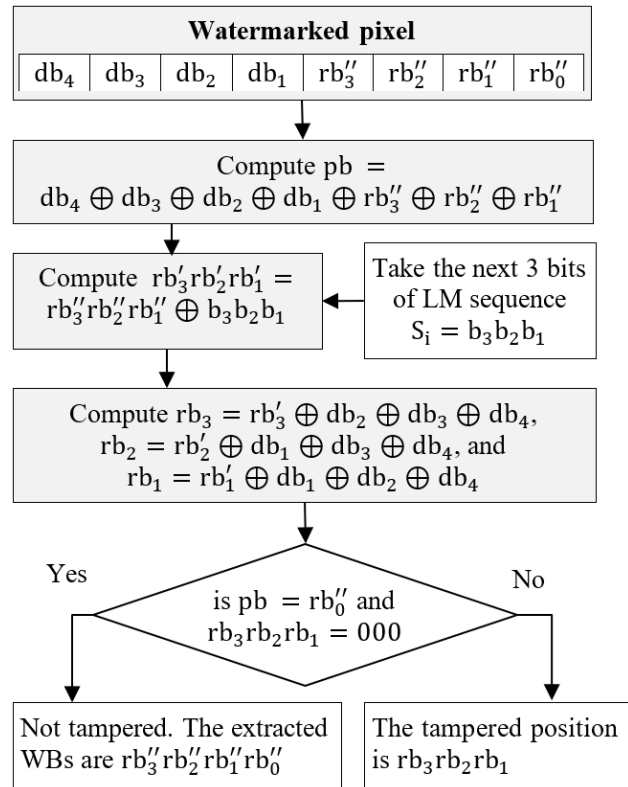 Watermarked pixel
db₄ db₃ db₂ db₁ rb₃″ rb₂″ rb₁″ rb₀″
Compute pb =
db₄ ⊕ db₃ ⊕ db₂ ⊕ db₁ ⊕ rb₃″ ⊕ rb₂″ ⊕ rb₁″
Compute rb₃′rb₂′rb₁′ =
rb₃″rb₂″rb₁″ ⊕ b₃b₂b₁
Take the next 3 bits
of LM sequence
Sᵢ = b₃b₂b₁
Compute rb₃ = rb₃′ ⊕ db₂ ⊕ db₃ ⊕ db₄,
rb₂ = rb₂′ ⊕ db₁ ⊕ db₃ ⊕ db₄, and
rb₁ = rb₁′ ⊕ db₁ ⊕ db₂ ⊕ db₄
Yes
No
is pb = rb₀″ and
rb₃rb₂rb₁ = 000
Not tampered. The extracted
WBs are rb₃″rb₂″rb₁″rb₀″
The tampered position
is rb₃rb₂rb₁